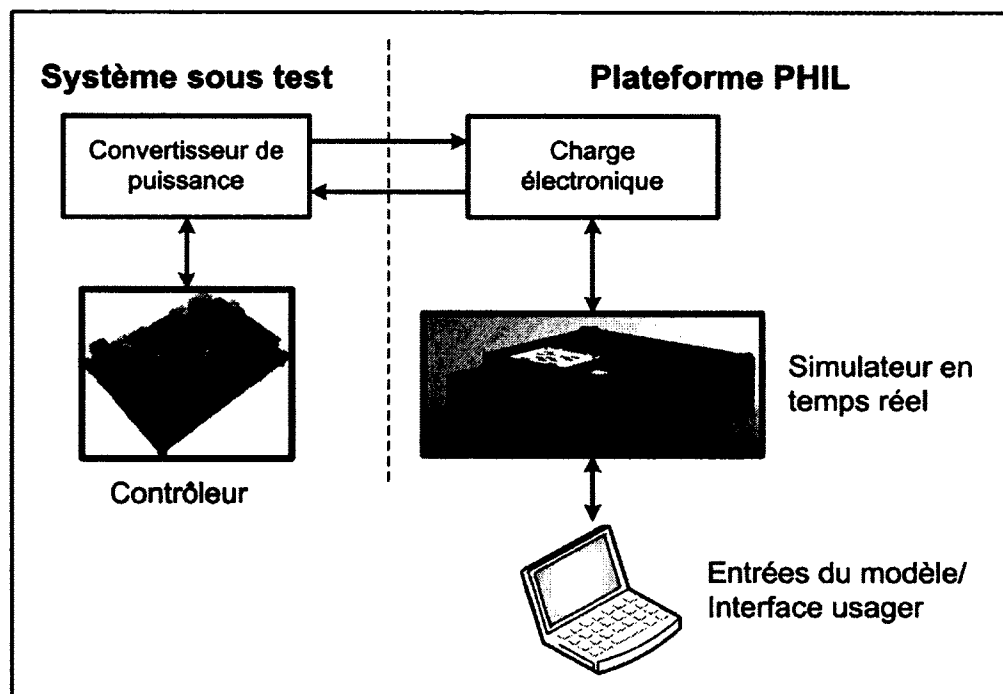 Système sous test
Plateforme PHIL
Convertisseur de
puissance
Charge
électronique
Simulateur en
temps réel
Contrôleur
Entrées du modèle/
Interface usager